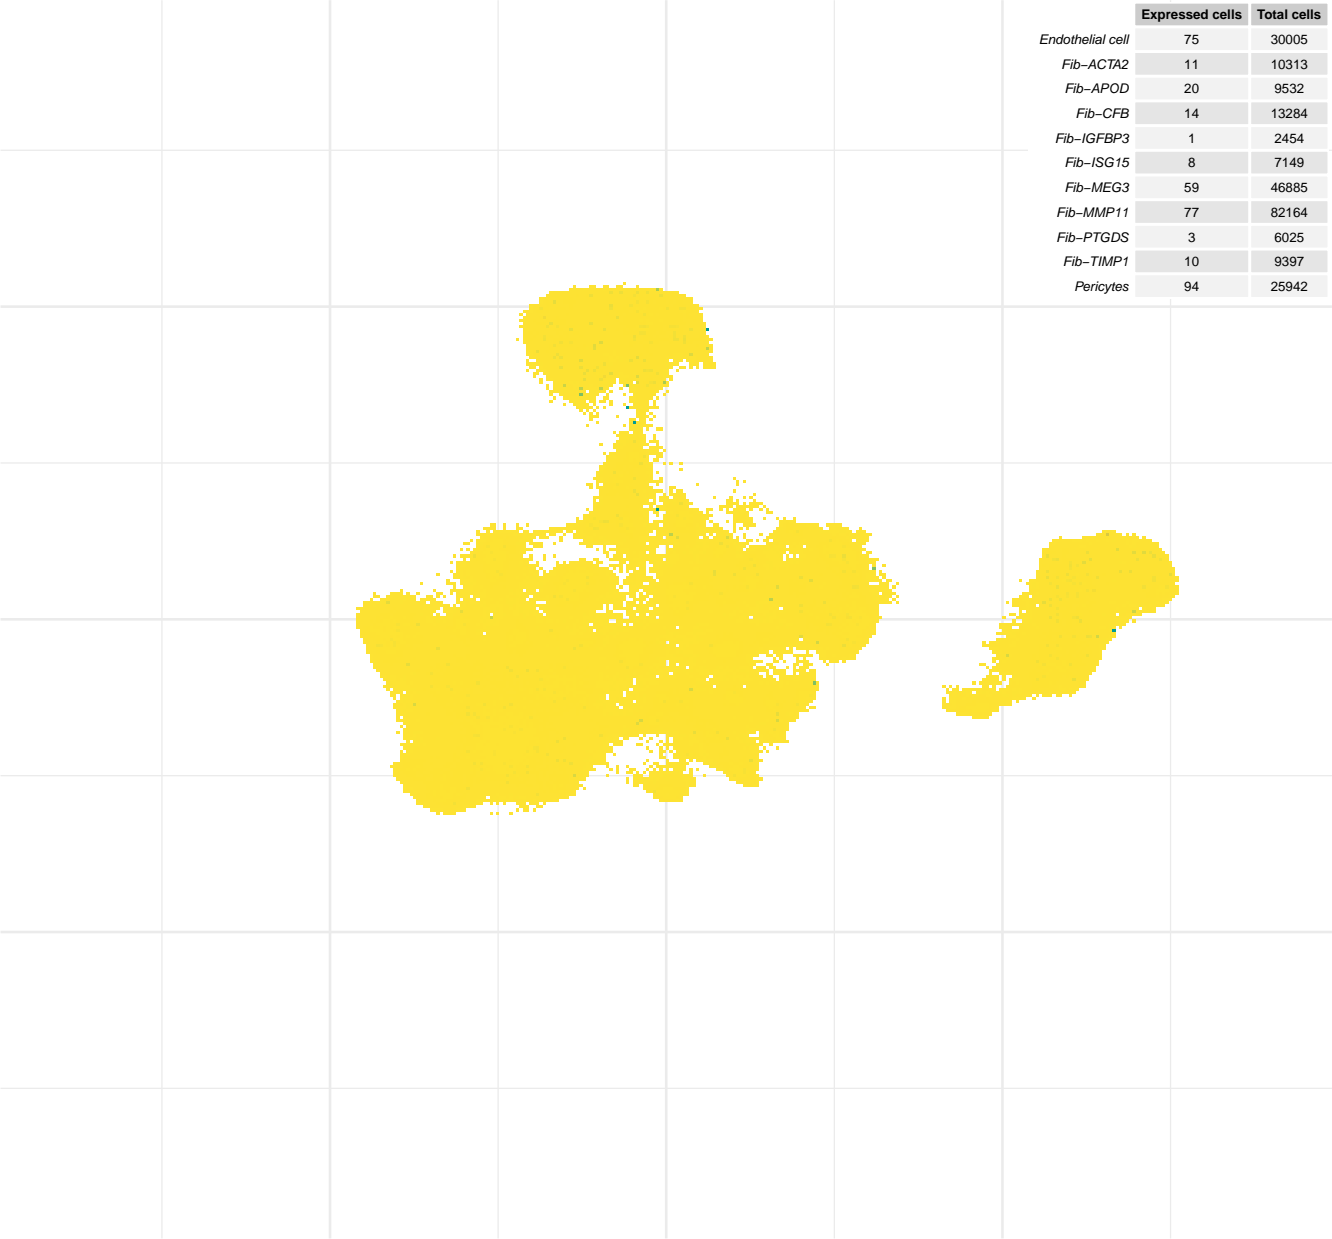 Expressed cells Total cells
Endothelial cell 75 30005
Fib−ACTA2 11 10313
Fib−APOD 20 9532
Fib−CFB 14 13284
Fib−IGFBP3 1 2454
Fib−ISG15 8 7149
Fib−MEG3 59 46885
Fib−MMP11 77 82164
Fib−PTGDS 3 6025
Fib−TIMP1 10 9397
Pericytes 94 25942